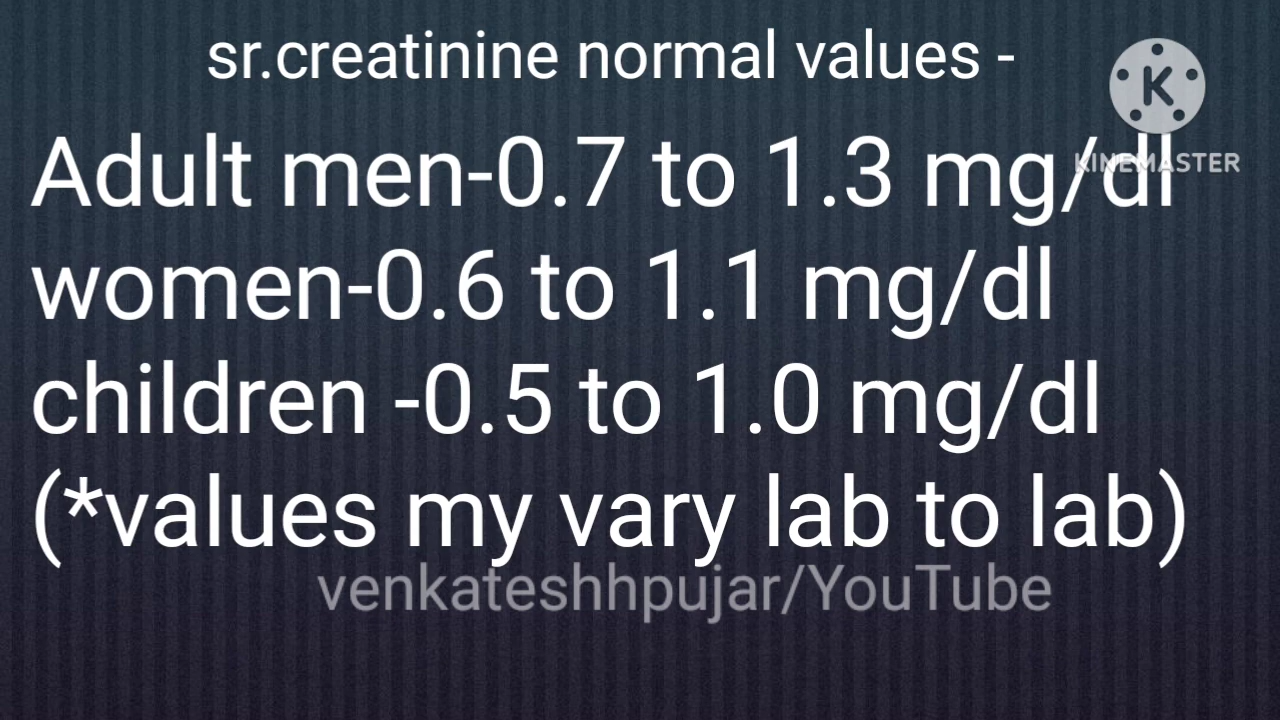 sr.creatinine normal values -
Adult men-0.7 to 1.3 mg/dl
KINEMASTER
women-0.6 to 1.1 mg/dl
children -0.5 to 1.0 mg/dl
(*values my vary lab to lab)
venkateshhpujar/YouTube